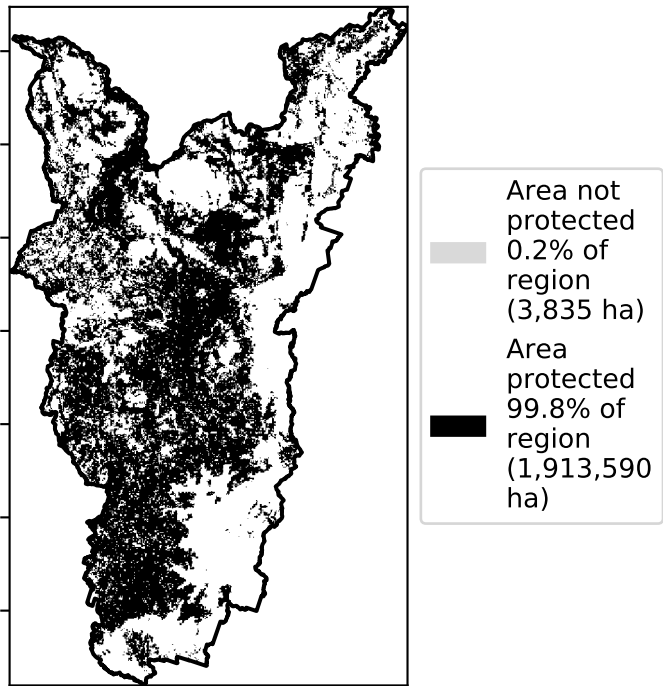 Area not
protected
0.2% of
region
(3,835 ha)
Area
protected
99.8% of
region
(1,913,590
ha)